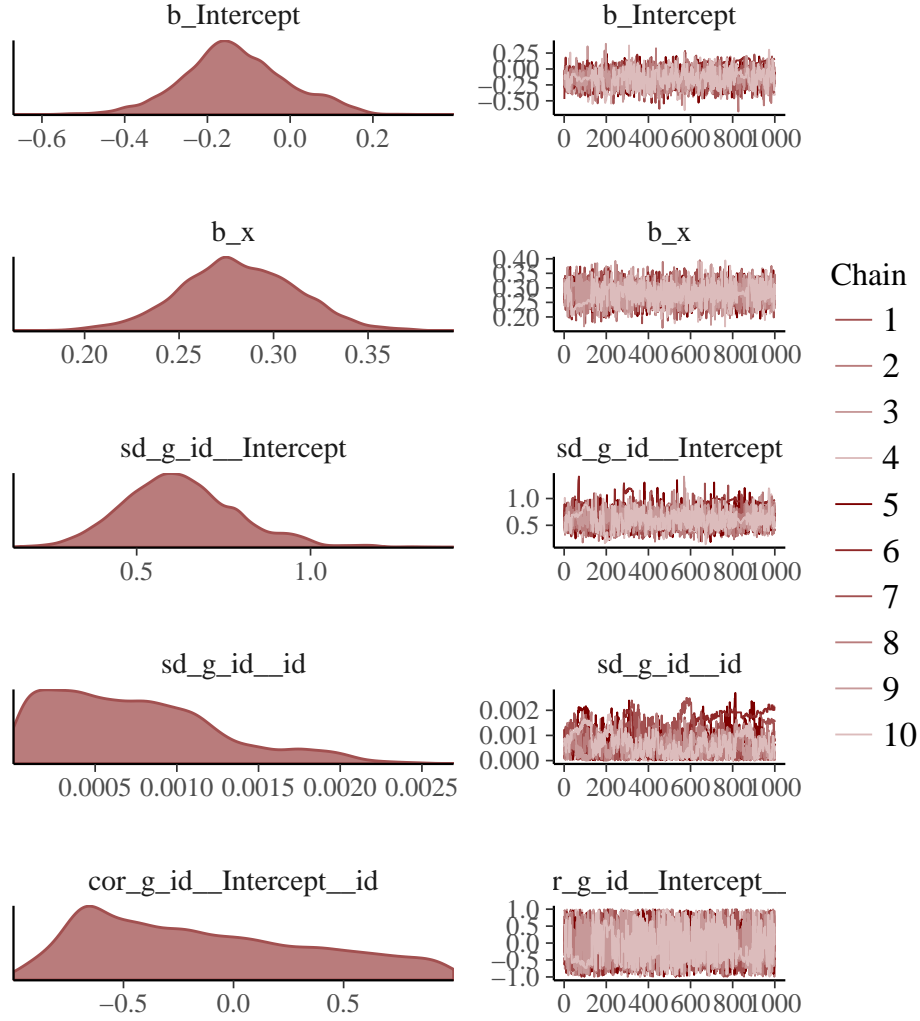 b_Intercept
−0.6 −0.4 −0.2 0.0 0.2
b_Intercept
0.25
0.00
−0.25
−0.50
0 200 400 600 800 1000
b_x
0.20 0.25 0.30 0.35
b_x
0.40
0.35
0.30
0.25
0.20
0 200 400 600 800 1000
sd_g_id__Intercept
0.5 1.0
sd_g_id__Intercept
1.0
0.5
0 200 400 600 800 1000
sd_g_id__id
0.0005 0.0010 0.0015 0.0020 0.0025
sd_g_id__id
0.002
0.001
0.000
0 200 400 600 800 1000
cor_g_id__Intercept__id
−0.5 0.0 0.5
r_g_id__Intercept__
1.0
0.5
0.0
−0.5
−1.0
0 200 400 600 800 1000
Chain
1
2
3
4
5
6
7
8
9
10